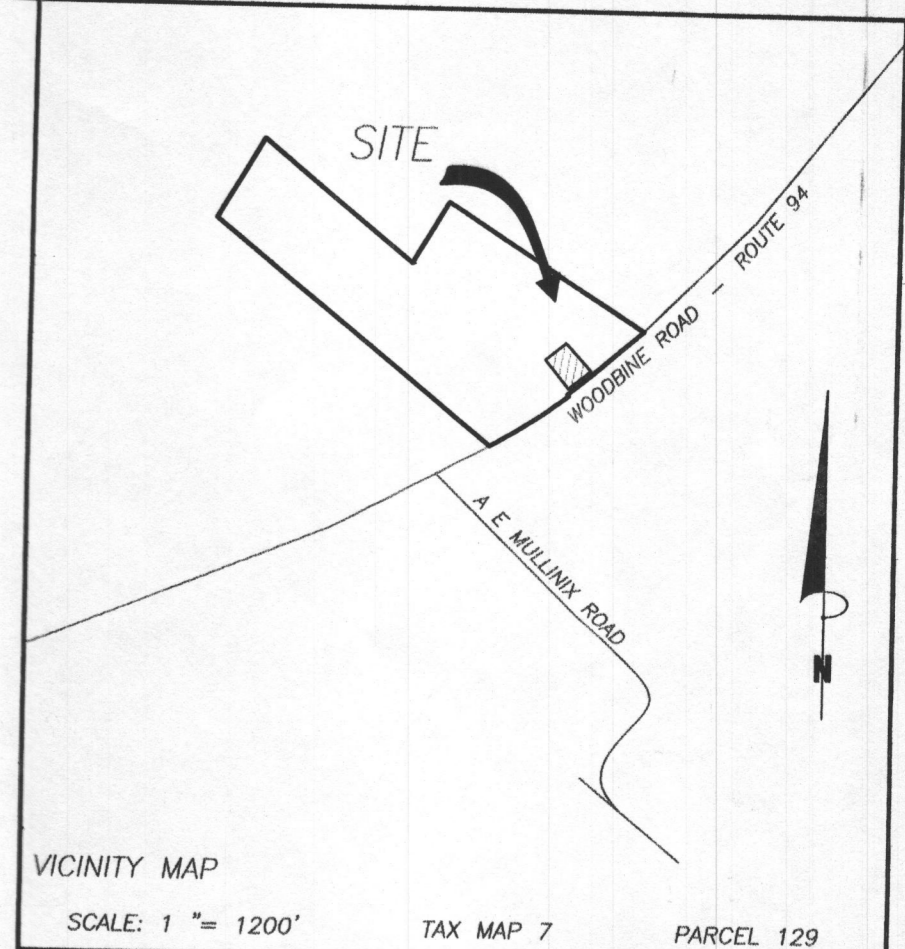 SITE
WOODBINE ROAD - ROUTE 94
A E MULLINIX ROAD
N
VICINITY MAP
SCALE: 1 "= 1200'
TAX MAP 7
PARCEL 129